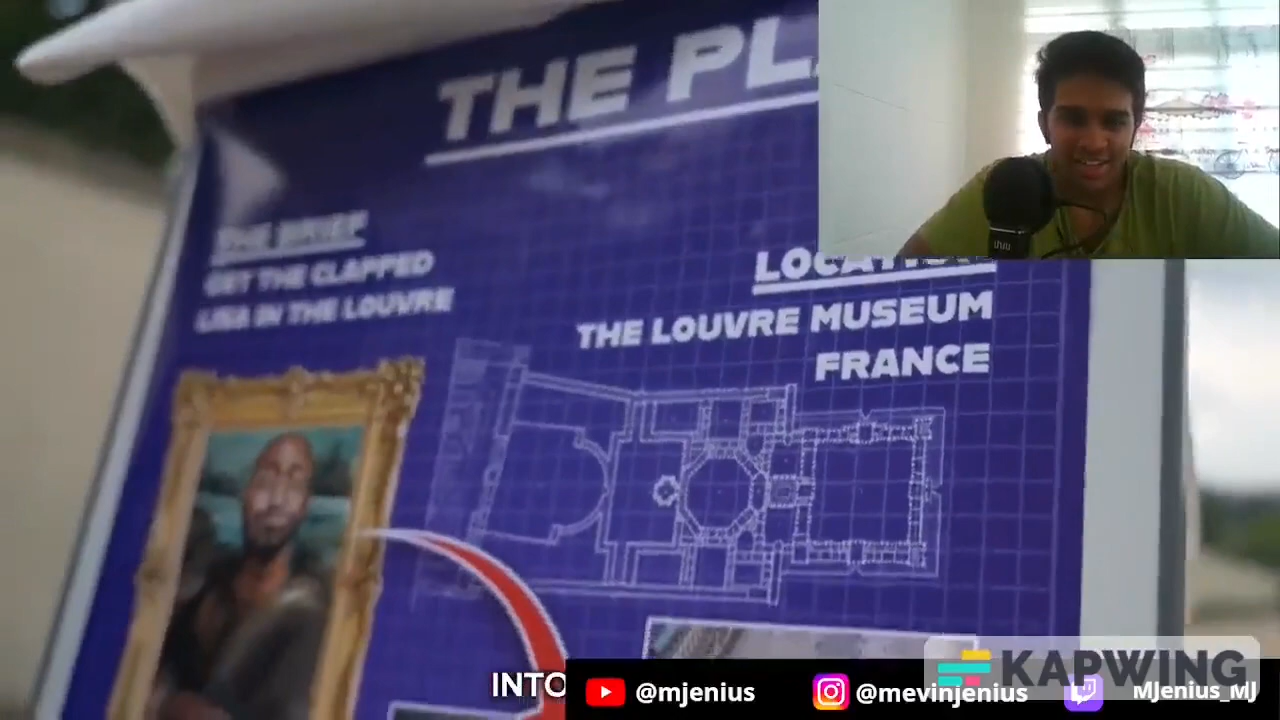 THE PL
THE BRIEF
GET THE CLAPPED
LISA IN THE LOUVRE
LOCATION
THE LOUVRE MUSEUM
FRANCE
INTO
@mjenius
@mevinjenius
MJenius_MJ
KAPWING